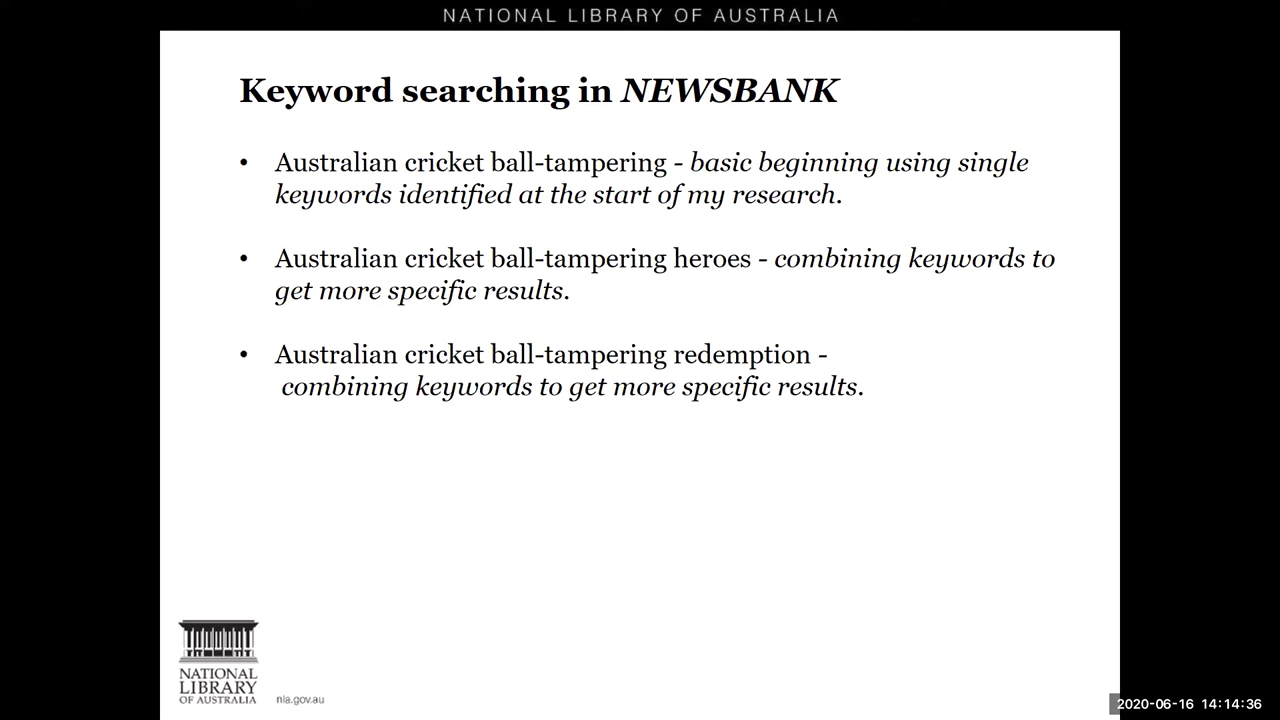 NATIONAL LIBRARY OF AUSTRALIA
Keyword searching in NEWSBANK
• Australian cricket ball-tampering - basic beginning using single
keywords identified at the start of my research.
• Australian cricket ball-tampering heroes - combining keywords to
get more specific results.
• Australian cricket ball-tampering redemption -
combining keywords to get more specific results.
NATIONAL
LIBRARY
OF AUSTRALIA
nla.gov.au
2020-06-16 14:14:36